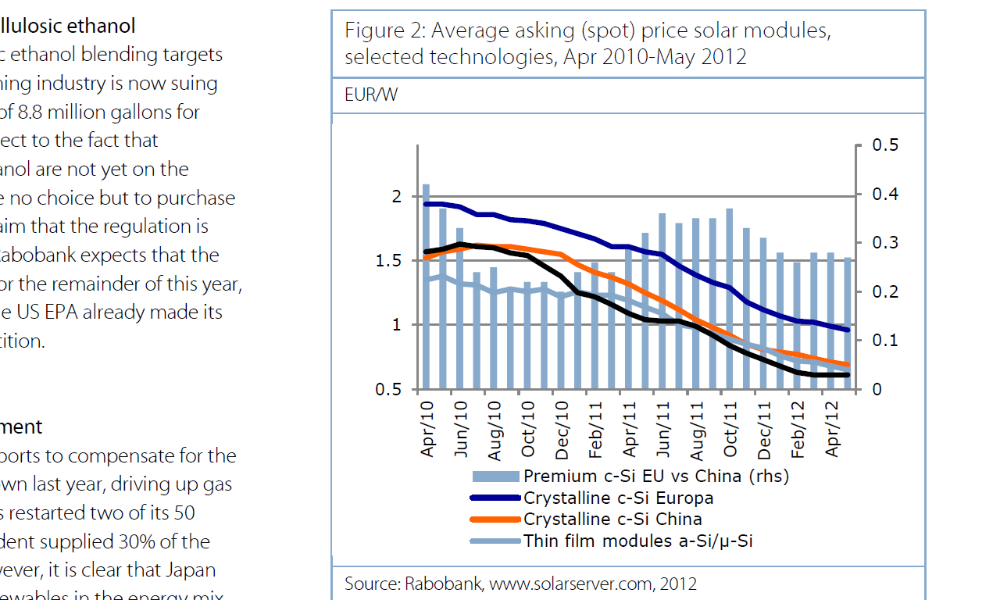 llulosic ethanol
c ethanol blending targets
ning industry is now suing
of 8.8 million gallons for
ect to the fact that
anol are not yet on the
e no choice but to purchase
aim that the regulation is
Rabobank expects that the
or the remainder of this year,
e US EPA already made its
tition.
ment
ports to compensate for the
own last year, driving up gas
s restarted two of its 50
dent supplied 30% of the
vever, it is clear that Japan
ewables in the energy mix
Figure 2: Average asking (spot) price solar modules,
selected technologies, Apr 2010-May 2012
EUR/W
0.5
2
0.4
0.3
1.5
0.2
1
0.1
0.5
0
Apr/10
Jun/10
Aug/10
Oct/10
Dec/10
Feb/11
Apr/11
Jun/11
Aug/11
Oct/11
Dec/11
Feb/12
Apr/12
Premium c-Si EU vs China (rhs)
Crystalline c-Si Europa
Crystalline c-Si China
Thin film modules a-Si/μ-Si
Source: Rabobank, www.solarserver.com, 2012